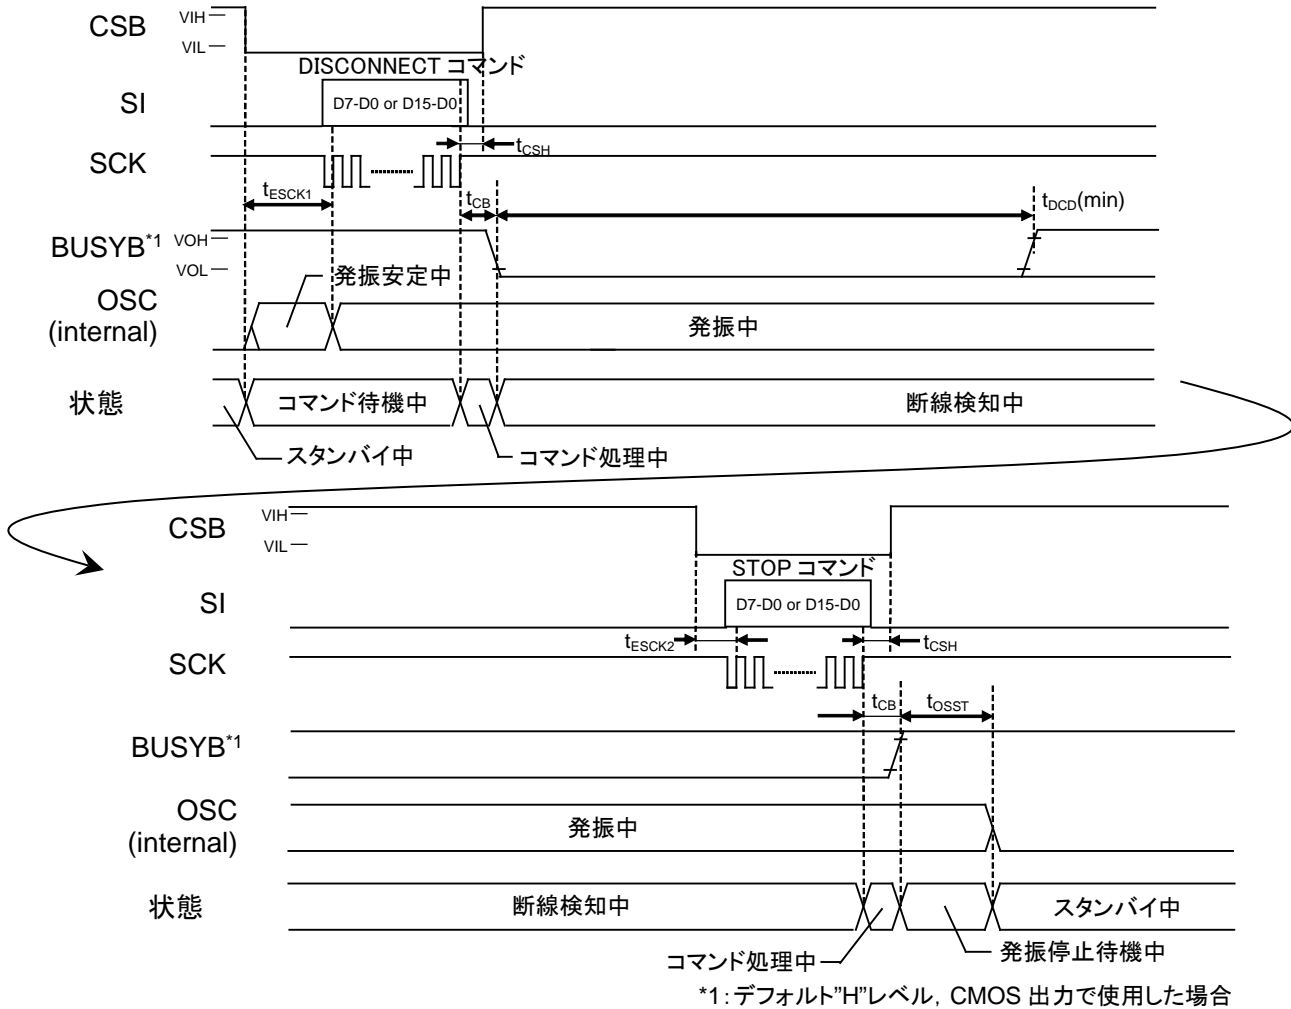 CSB
VIH
VIL
DISCONNECT コマンド
SI
D7-D0 or D15-D0
tCSH
SCK
tESCK1
tCB
tDCD(min)
BUSYB*1
VOH
VOL
発振安定中
OSC
(internal)
発振中
状態
コマンド待機中
断線検知中
スタンバイ中
コマンド処理中
CSB
VIH
VIL
STOP コマンド
SI
D7-D0 or D15-D0
tESCK2
tCSH
SCK
tCB
tOSST
BUSYB*1
OSC
(internal)
発振中
状態
断線検知中
スタンバイ中
コマンド処理中
発振停止待機中
*1:デフォルト"H"レベル, CMOS 出力で使用した場合